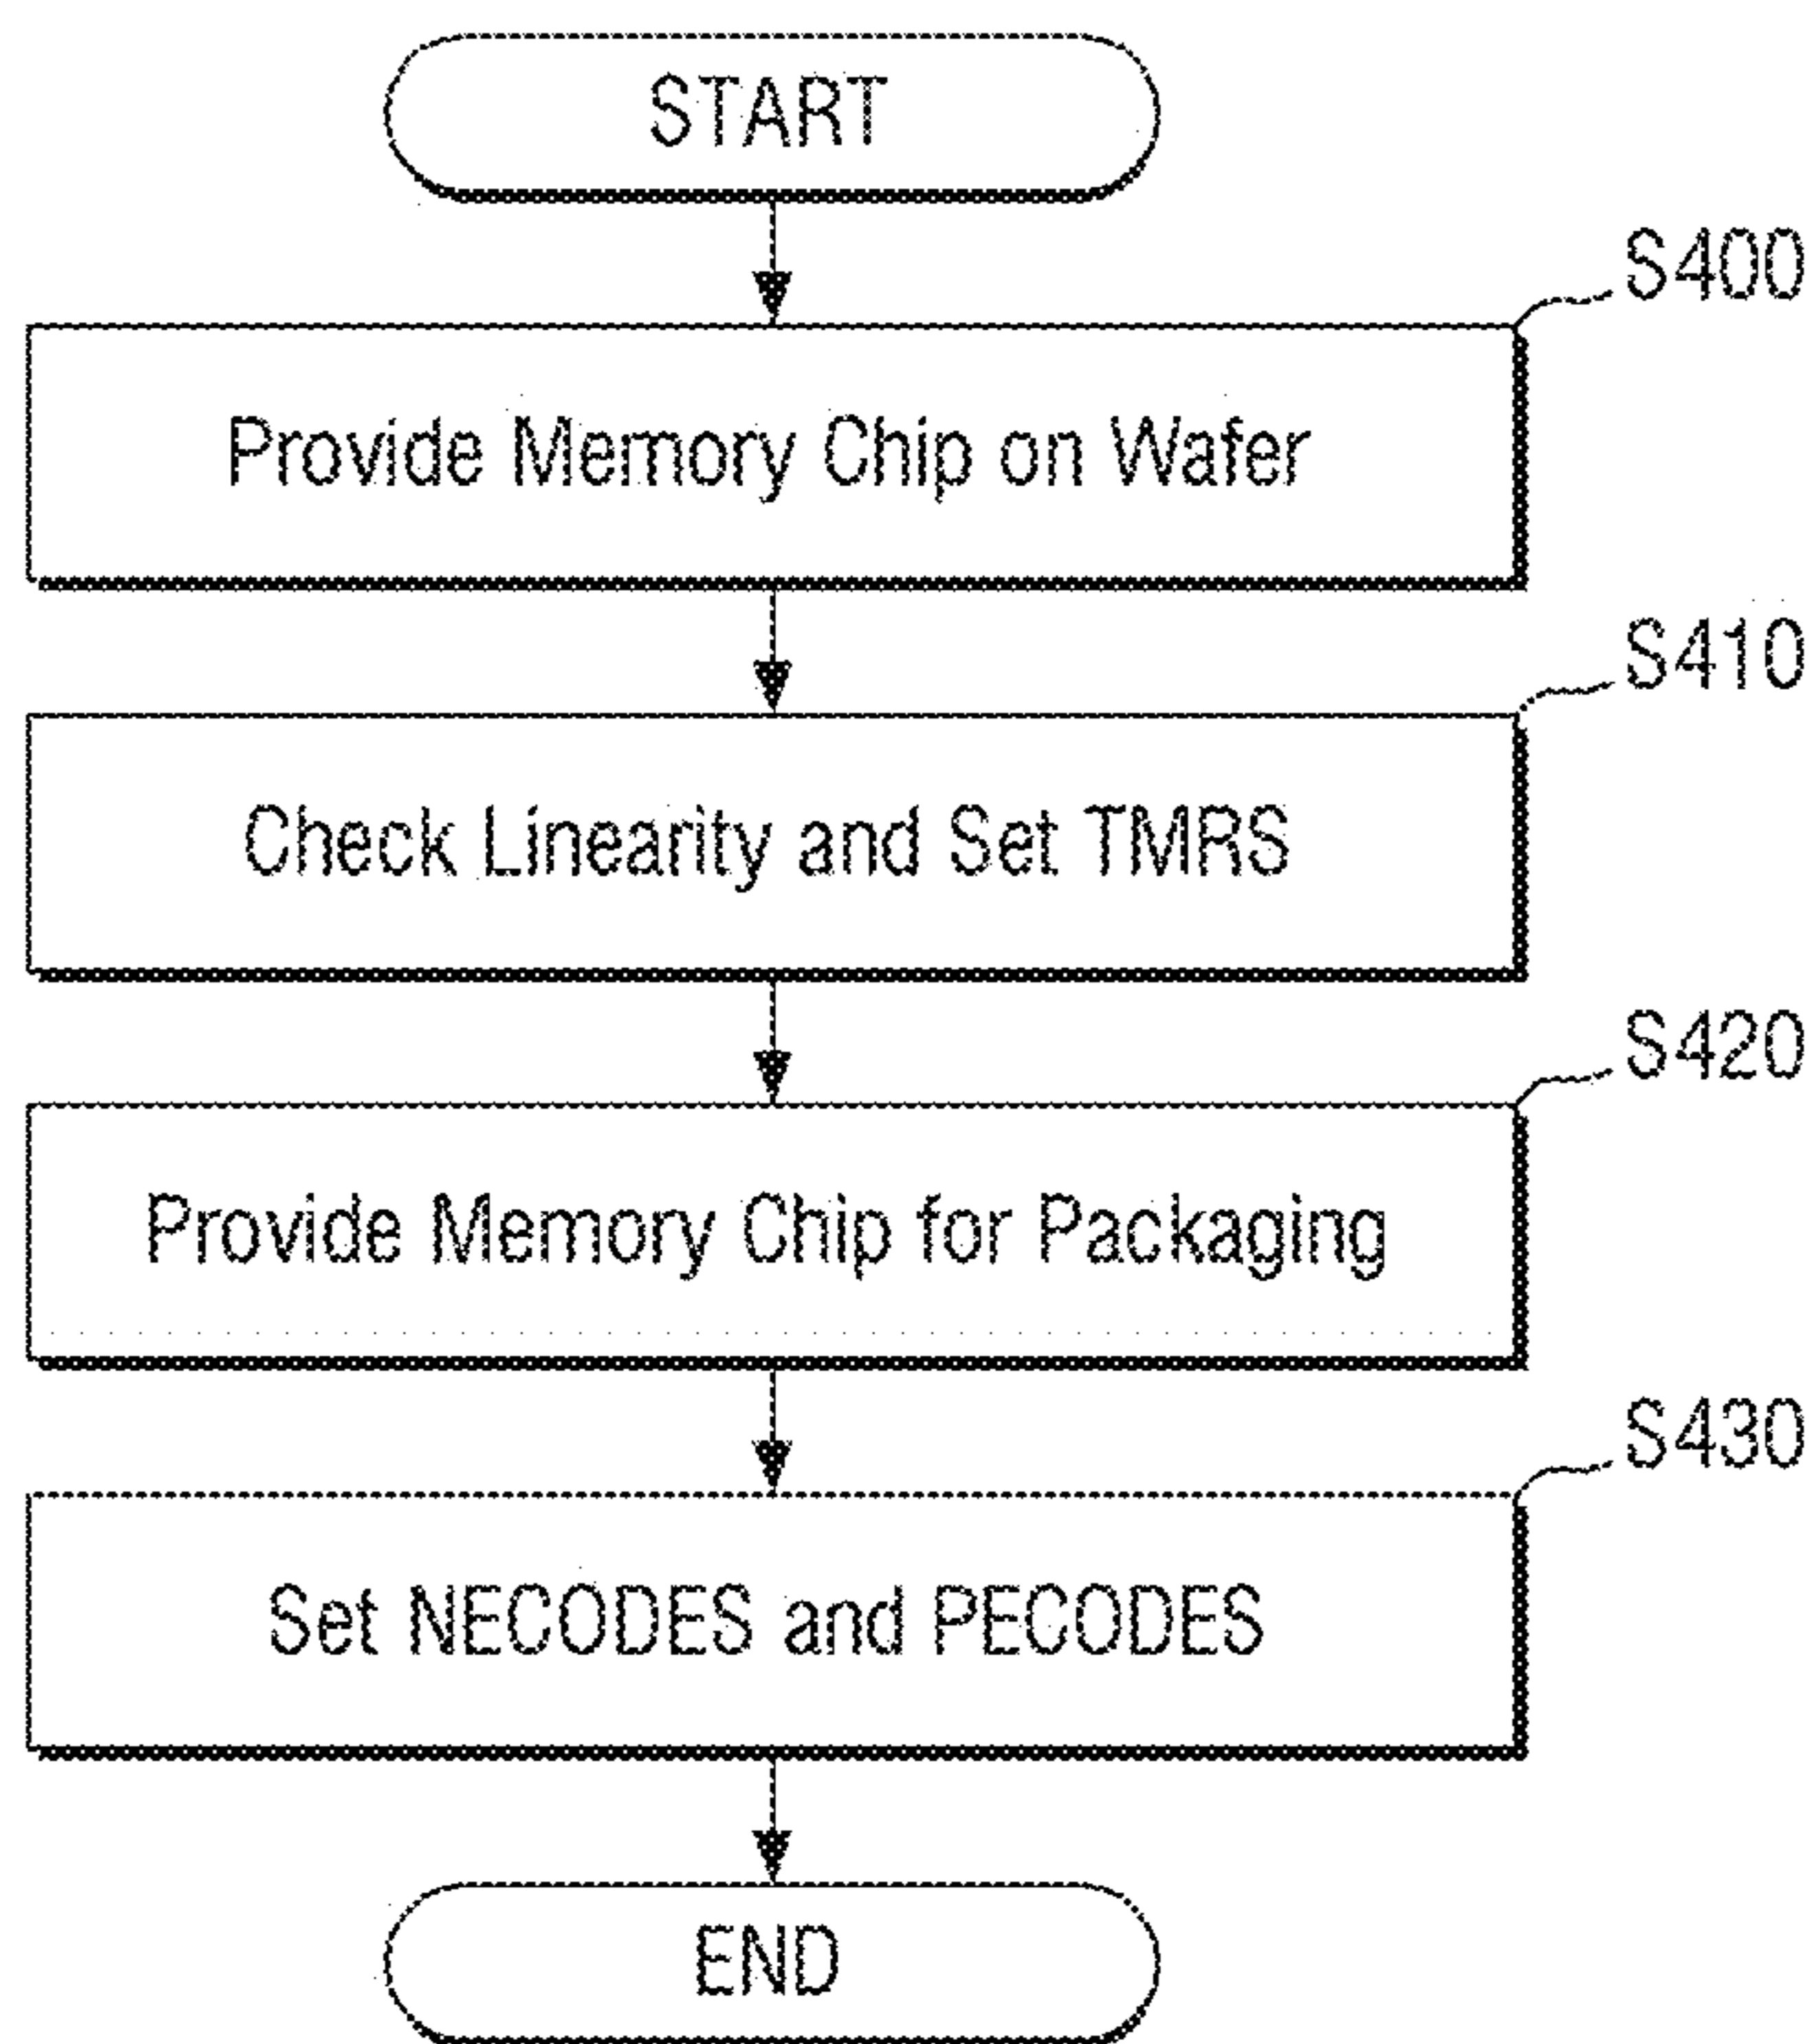 START
S400
Provide Memory Chip on Wafer
S410
Check Linearity and Set TMRS
S420
Provide Memory Chip for Packaging
S430
Set NECODES and PECODES
END